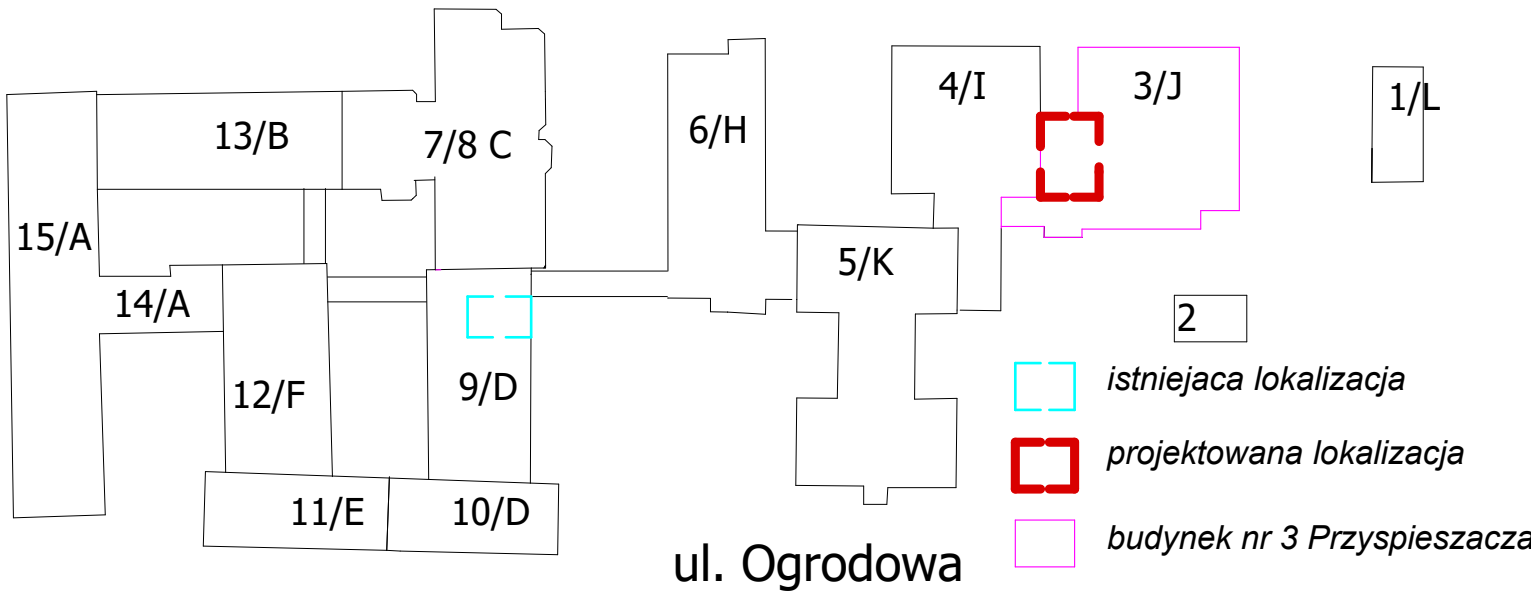 4/I
3/J
1/L
13/B
7/8 C
6/H
15/A
5/K
14/A
2
12/F
9/D
istniejaca lokalizacja
projektowana lokalizacja
11/E
10/D
budynek nr 3 Przyspieszacza
ul. Ogrodowa